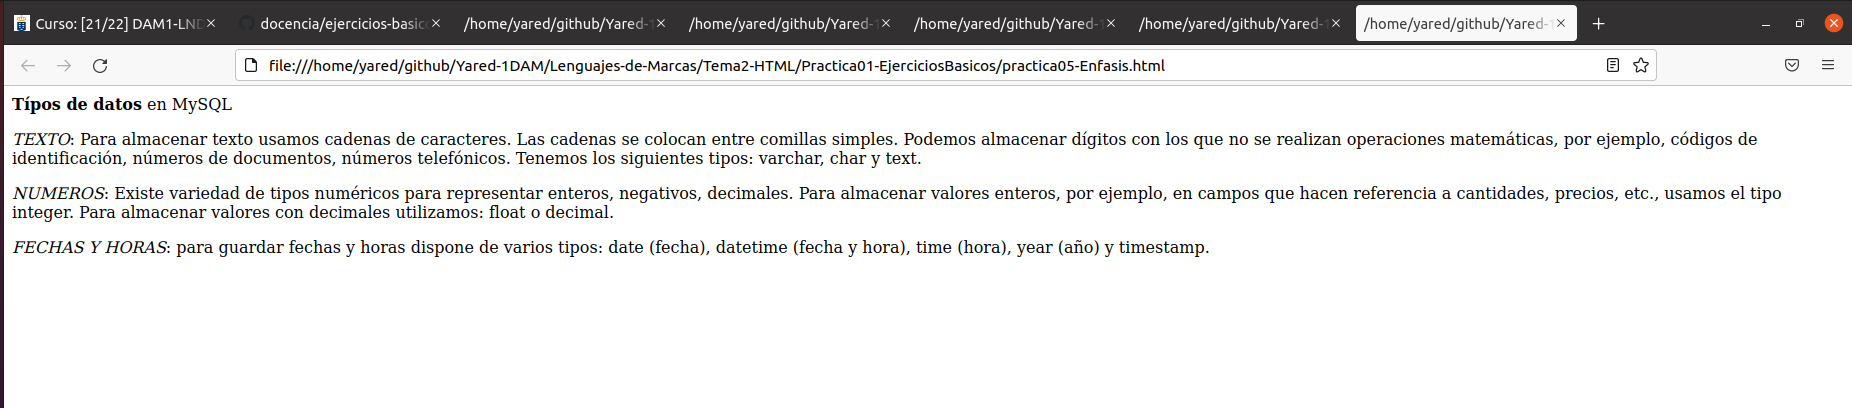 Curso: [21/22] DAM1-LND
docencia/ejercicios-basico
/home/yared/github/Yared-1
/home/yared/github/Yared-1
/home/yared/github/Yared-1
/home/yared/github/Yared-1
/home/yared/github/Yared-1
file:///home/yared/github/Yared-1DAM/Lenguajes-de-Marcas/Tema2-HTML/Practica01-EjerciciosBasicos/practica05-Enfasis.html
Típos de datos en MySQL
TEXTO: Para almacenar texto usamos cadenas de caracteres. Las cadenas se colocan entre comillas simples. Podemos almacenar dígitos con los que no se realizan operaciones matemáticas, por ejemplo, códigos de
identificación, números de documentos, números telefónicos. Tenemos los siguientes tipos: varchar, char y text.
NUMEROS: Existe variedad de tipos numéricos para representar enteros, negativos, decimales. Para almacenar valores enteros, por ejemplo, en campos que hacen referencia a cantidades, precios, etc., usamos el tipo
integer. Para almacenar valores con decimales utilizamos: float o decimal.
FECHAS Y HORAS: para guardar fechas y horas dispone de varios tipos: date (fecha), datetime (fecha y hora), time (hora), year (año) y timestamp.